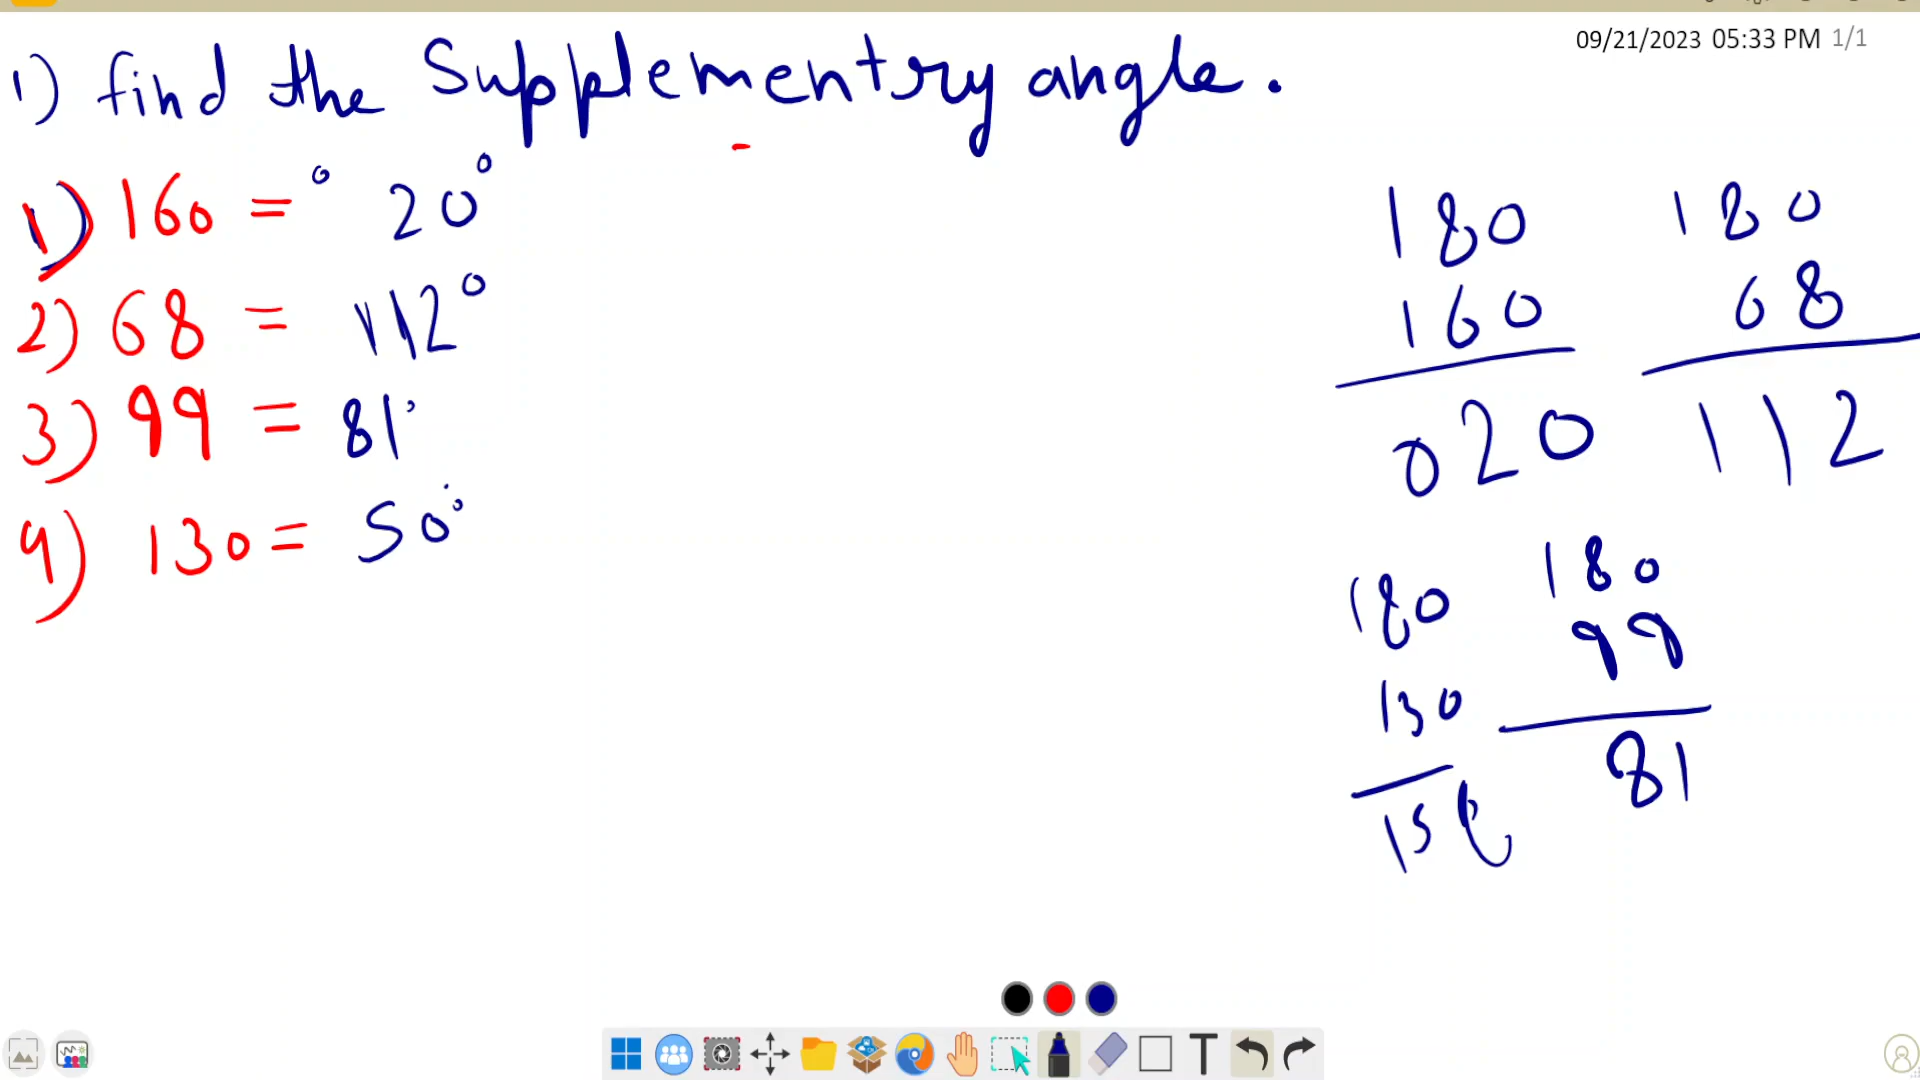 09/21/2023 05:33 PM 1/1
1) find the Supplementry angle.
1) 160 = ° 20°
2) 68 = 112°
3) 99 = 81°
4) 130 = 50°
180
160
020
180
68
112
180
130
180
99
81
T